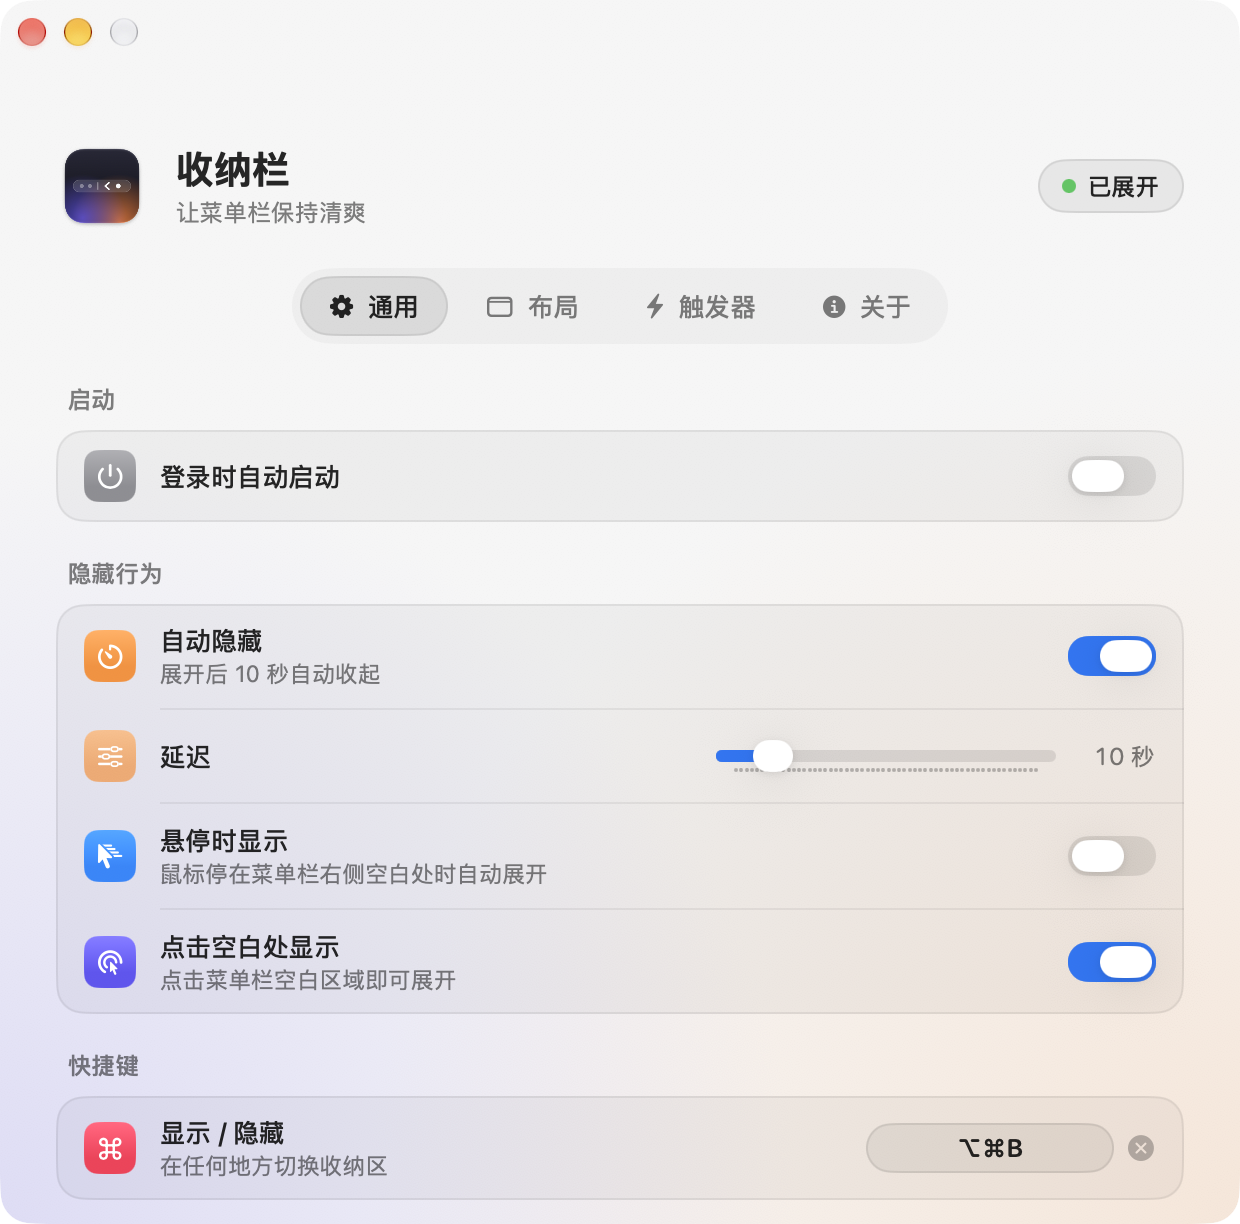 收纳栏
让菜单栏保持清爽
已展开
通用
布局
触发器
关于
启动
登录时自动启动
隐藏行为
自动隐藏
展开后 10 秒自动收起
延迟
10 秒
悬停时显示
鼠标停在菜单栏右侧空白处时自动展开
点击空白处显示
点击菜单栏空白区域即可展开
快捷键
显示 / 隐藏
在任何地方切换收纳区
⌥⌘B